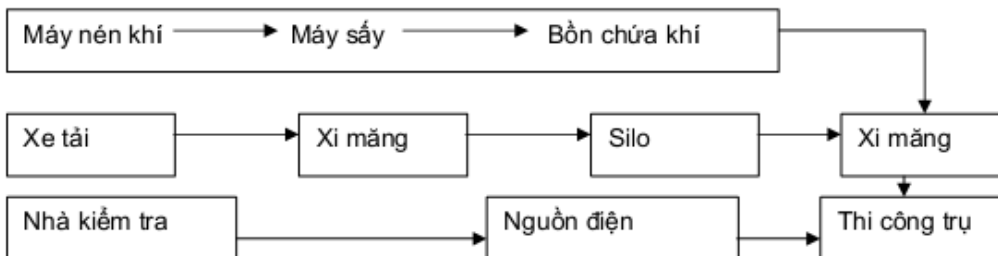 Máy nén khí Máy sấy Bồn chứa khí
Xe tải Xi măng Silo Xi măng
Nhà kiểm tra Nguồn điện Thi công trụ